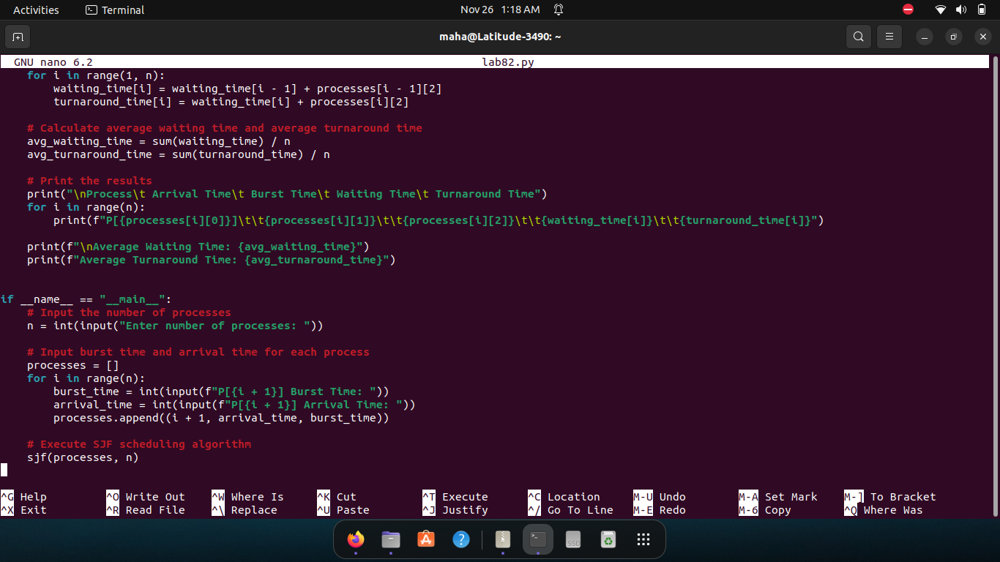 Activities Terminal Nov 26 1:18 AM
maha@Latitude-3490: ~
GNU nano 6.2 lab82.py
    for i in range(1, n):
        waiting_time[i] = waiting_time[i - 1] + processes[i - 1][2]
        turnaround_time[i] = waiting_time[i] + processes[i][2]
    # Calculate average waiting time and average turnaround time
    avg_waiting_time = sum(waiting_time) / n
    avg_turnaround_time = sum(turnaround_time) / n
    # Print the results
    print("\nProcess\t Arrival Time\t Burst Time\t Waiting Time\t Turnaround Time")
    for i in range(n):
        print(f"P[{processes[i][0]}]\t\t{processes[i][1]}\t\t{processes[i][2]}\t\t{waiting_time[i]}\t\t{turnaround_time[i]}")
    print(f"\nAverage Waiting Time: {avg_waiting_time}")
    print(f"Average Turnaround Time: {avg_turnaround_time}")
if __name__ == "__main__":
    # Input the number of processes
    n = int(input("Enter number of processes: "))
    # Input burst time and arrival time for each process
    processes = []
    for i in range(n):
        burst_time = int(input(f"P[{i + 1}] Burst Time: "))
        arrival_time = int(input(f"P[{i + 1}] Arrival Time: "))
        processes.append((i + 1, arrival_time, burst_time))
    # Execute SJF scheduling algorithm
    sjf(processes, n)
^G Help ^O Write Out ^W Where Is ^K Cut ^T Execute ^C Location M-U Undo M-A Set Mark M-] To Bracket
^X Exit ^R Read File ^\ Replace ^U Paste ^J Justify ^/ Go To Line M-E Redo M-6 Copy ^Q Where Was
SSD